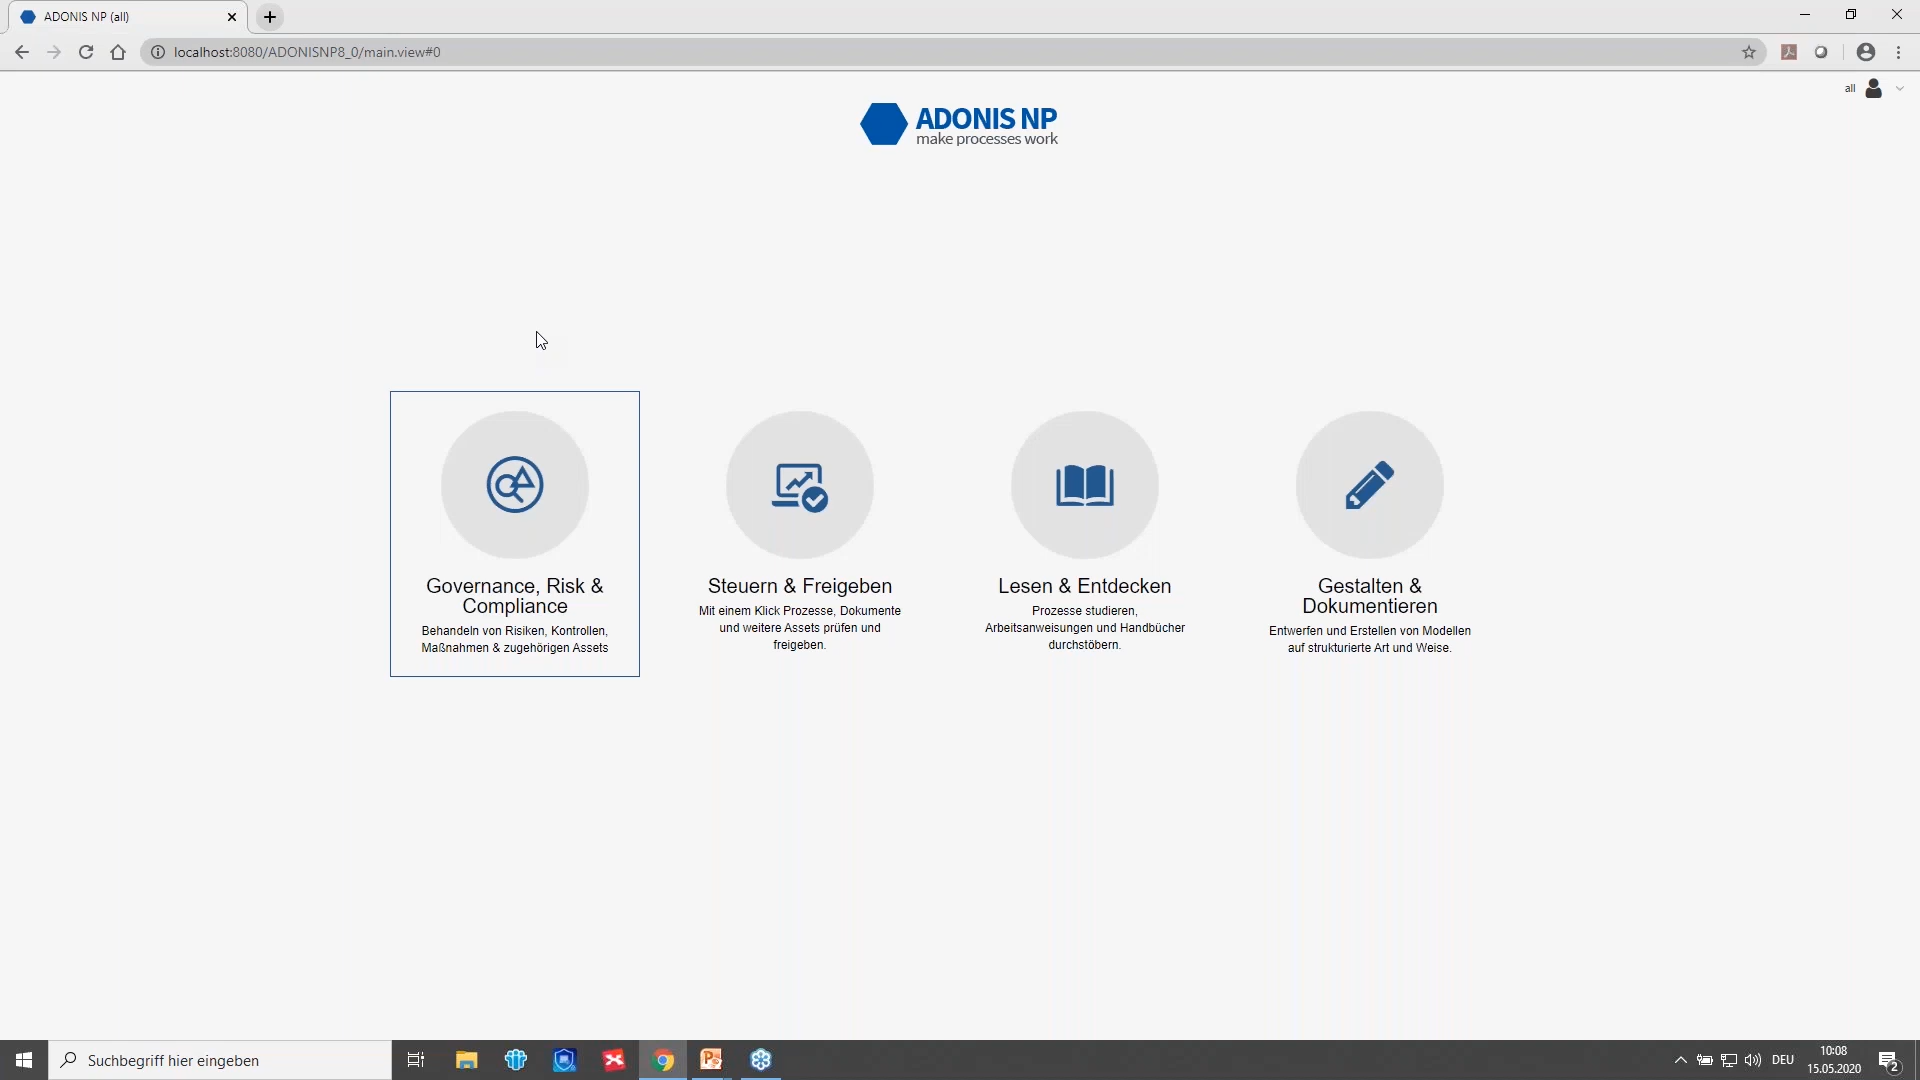 ADONIS NP (all)
localhost:8080/ADONISNP8_0/main.view#0
all
ADONIS NP
make processes work
Governance, Risk &
Compliance
Behandeln von Risiken, Kontrollen,
Maßnahmen & zugehörigen Assets
Steuern & Freigeben
Mit einem Klick Prozesse, Dokumente
und weitere Assets prüfen und
freigeben.
Lesen & Entdecken
Prozesse studieren,
Arbeitsanweisungen und Handbücher
durchstöbern.
Gestalten &
Dokumentieren
Entwerfen und Erstellen von Modellen
auf strukturierte Art und Weise.
Suchbegriff hier eingeben
DEU
10:08
15.05.2020
2